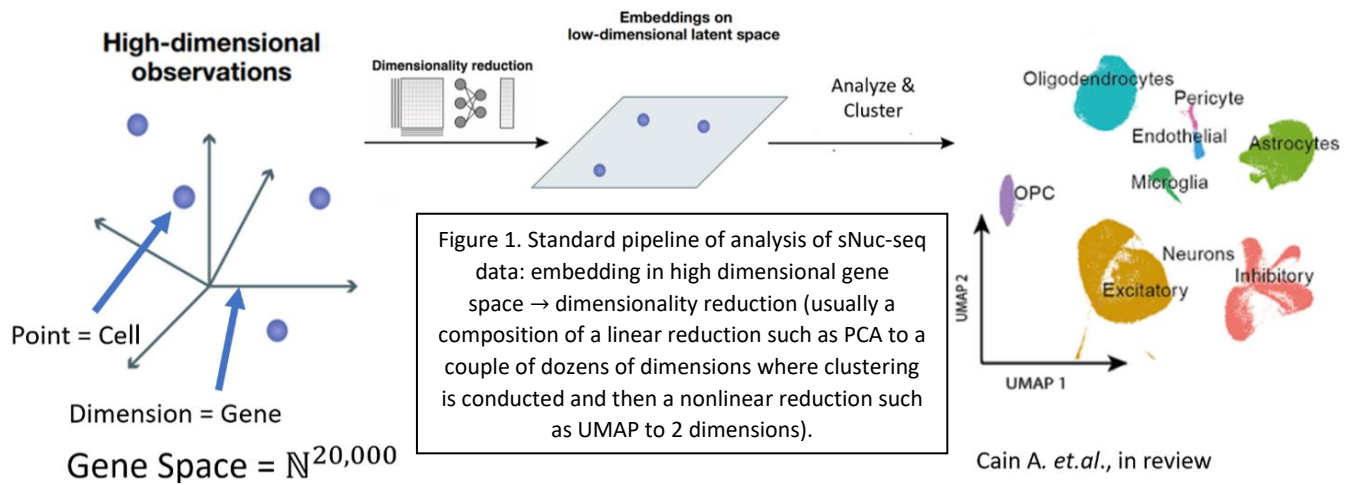 High-dimensional
observations
Point = Cell
Dimension = Gene
Gene Space = ℕ^20,000
Dimensionality reduction
Embeddings on
low-dimensional latent space
Analyze &
Cluster
Figure 1. Standard pipeline of analysis of sNuc-seq
data: embedding in high dimensional gene
space → dimensionality reduction (usually a
composition of a linear reduction such as PCA to a
couple of dozens of dimensions where clustering
is conducted and then a nonlinear reduction such
as UMAP to 2 dimensions).
Oligodendrocytes
Pericyte
Endothelial
Astrocytes
Microglia
OPC
Neurons
Inhibitory
Excitatory
UMAP 2
UMAP 1
Cain A. et.al., in review